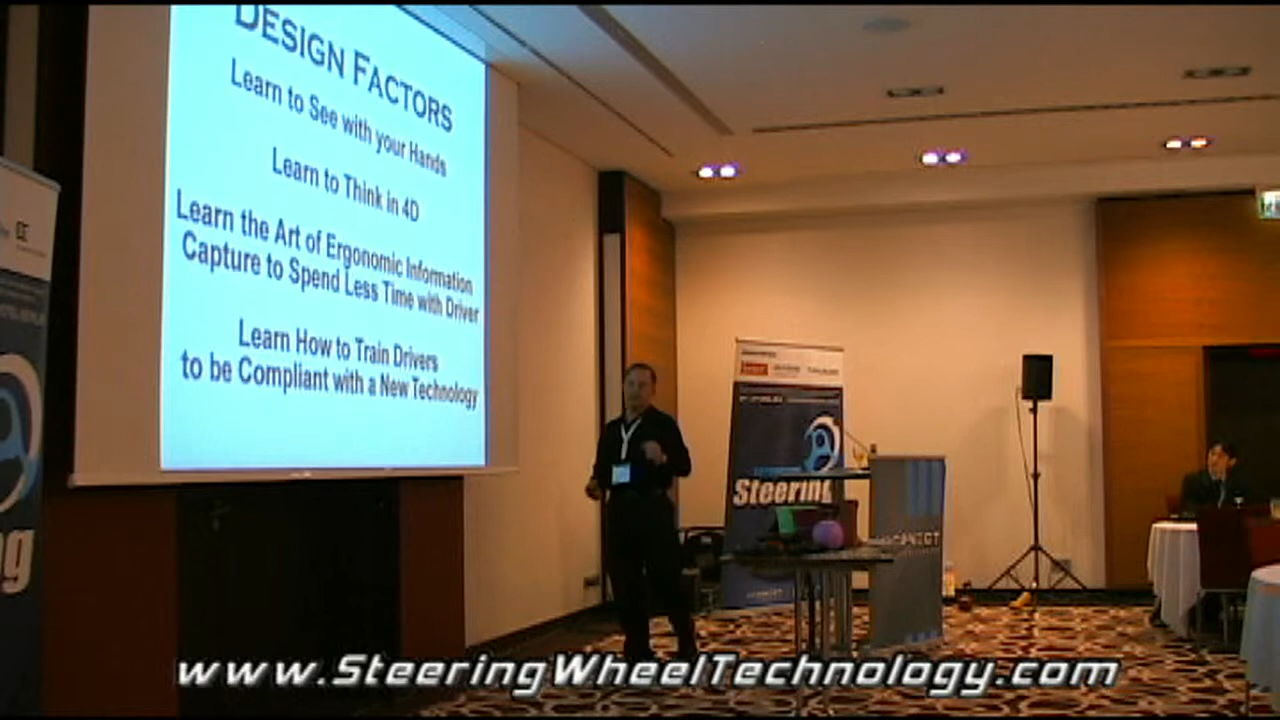 DESIGN FACTORS
Learn to See with your Hands
Learn to Think in 4D
Learn the Art of Ergonomic Information
Capture to Spend Less Time with Driver
Learn How to Train Drivers
to be Compliant with a New Technology
Steering
ng
www.SteeringWheelTechnology.com